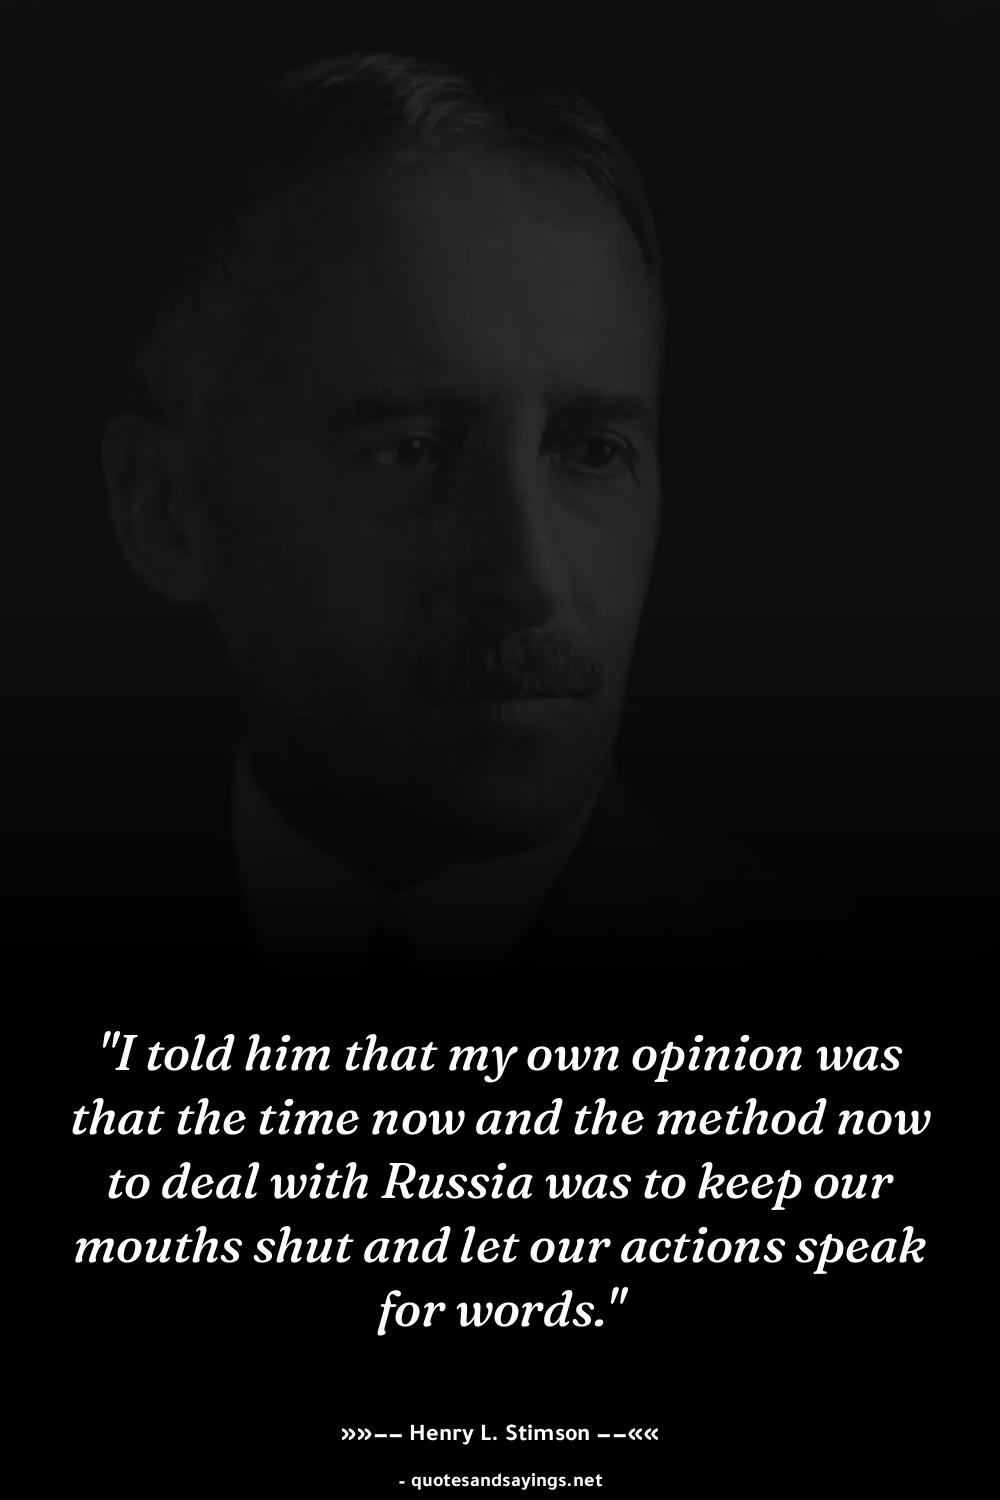 "I told him that my own opinion was
that the time now and the method now
to deal with Russia was to keep our
mouths shut and let our actions speak
for words."
»»–– Henry L. Stimson ––««
- quotesandsayings.net